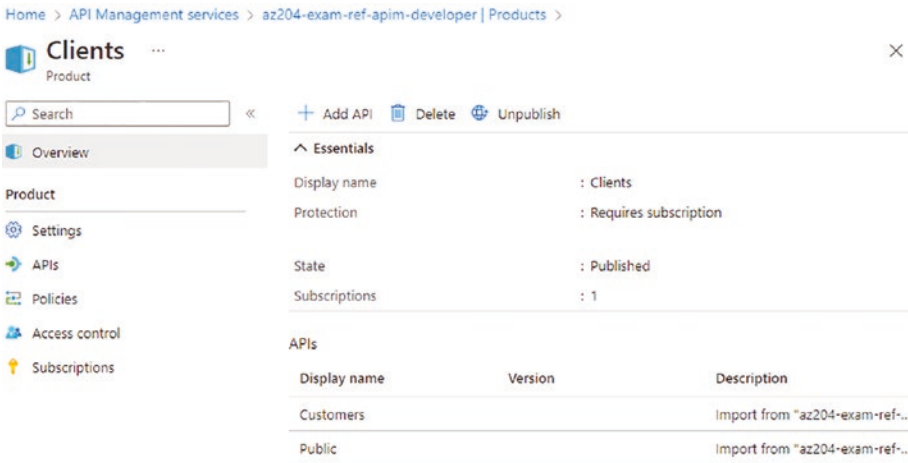 Home > API Management services > az204-exam-ref-apim-developer | Products >
Clients ...
Product
Search
«
+ Add API Delete Unpublish
Overview
Essentials
Display name : Clients
Product
Protection : Requires subscription
Settings
APIs
State : Published
Policies
Subscriptions : 1
Access control
APIs
Subscriptions
Display name Version Description
Customers Import from "az204-exam-ref-...
Public Import from "az204-exam-ref-...